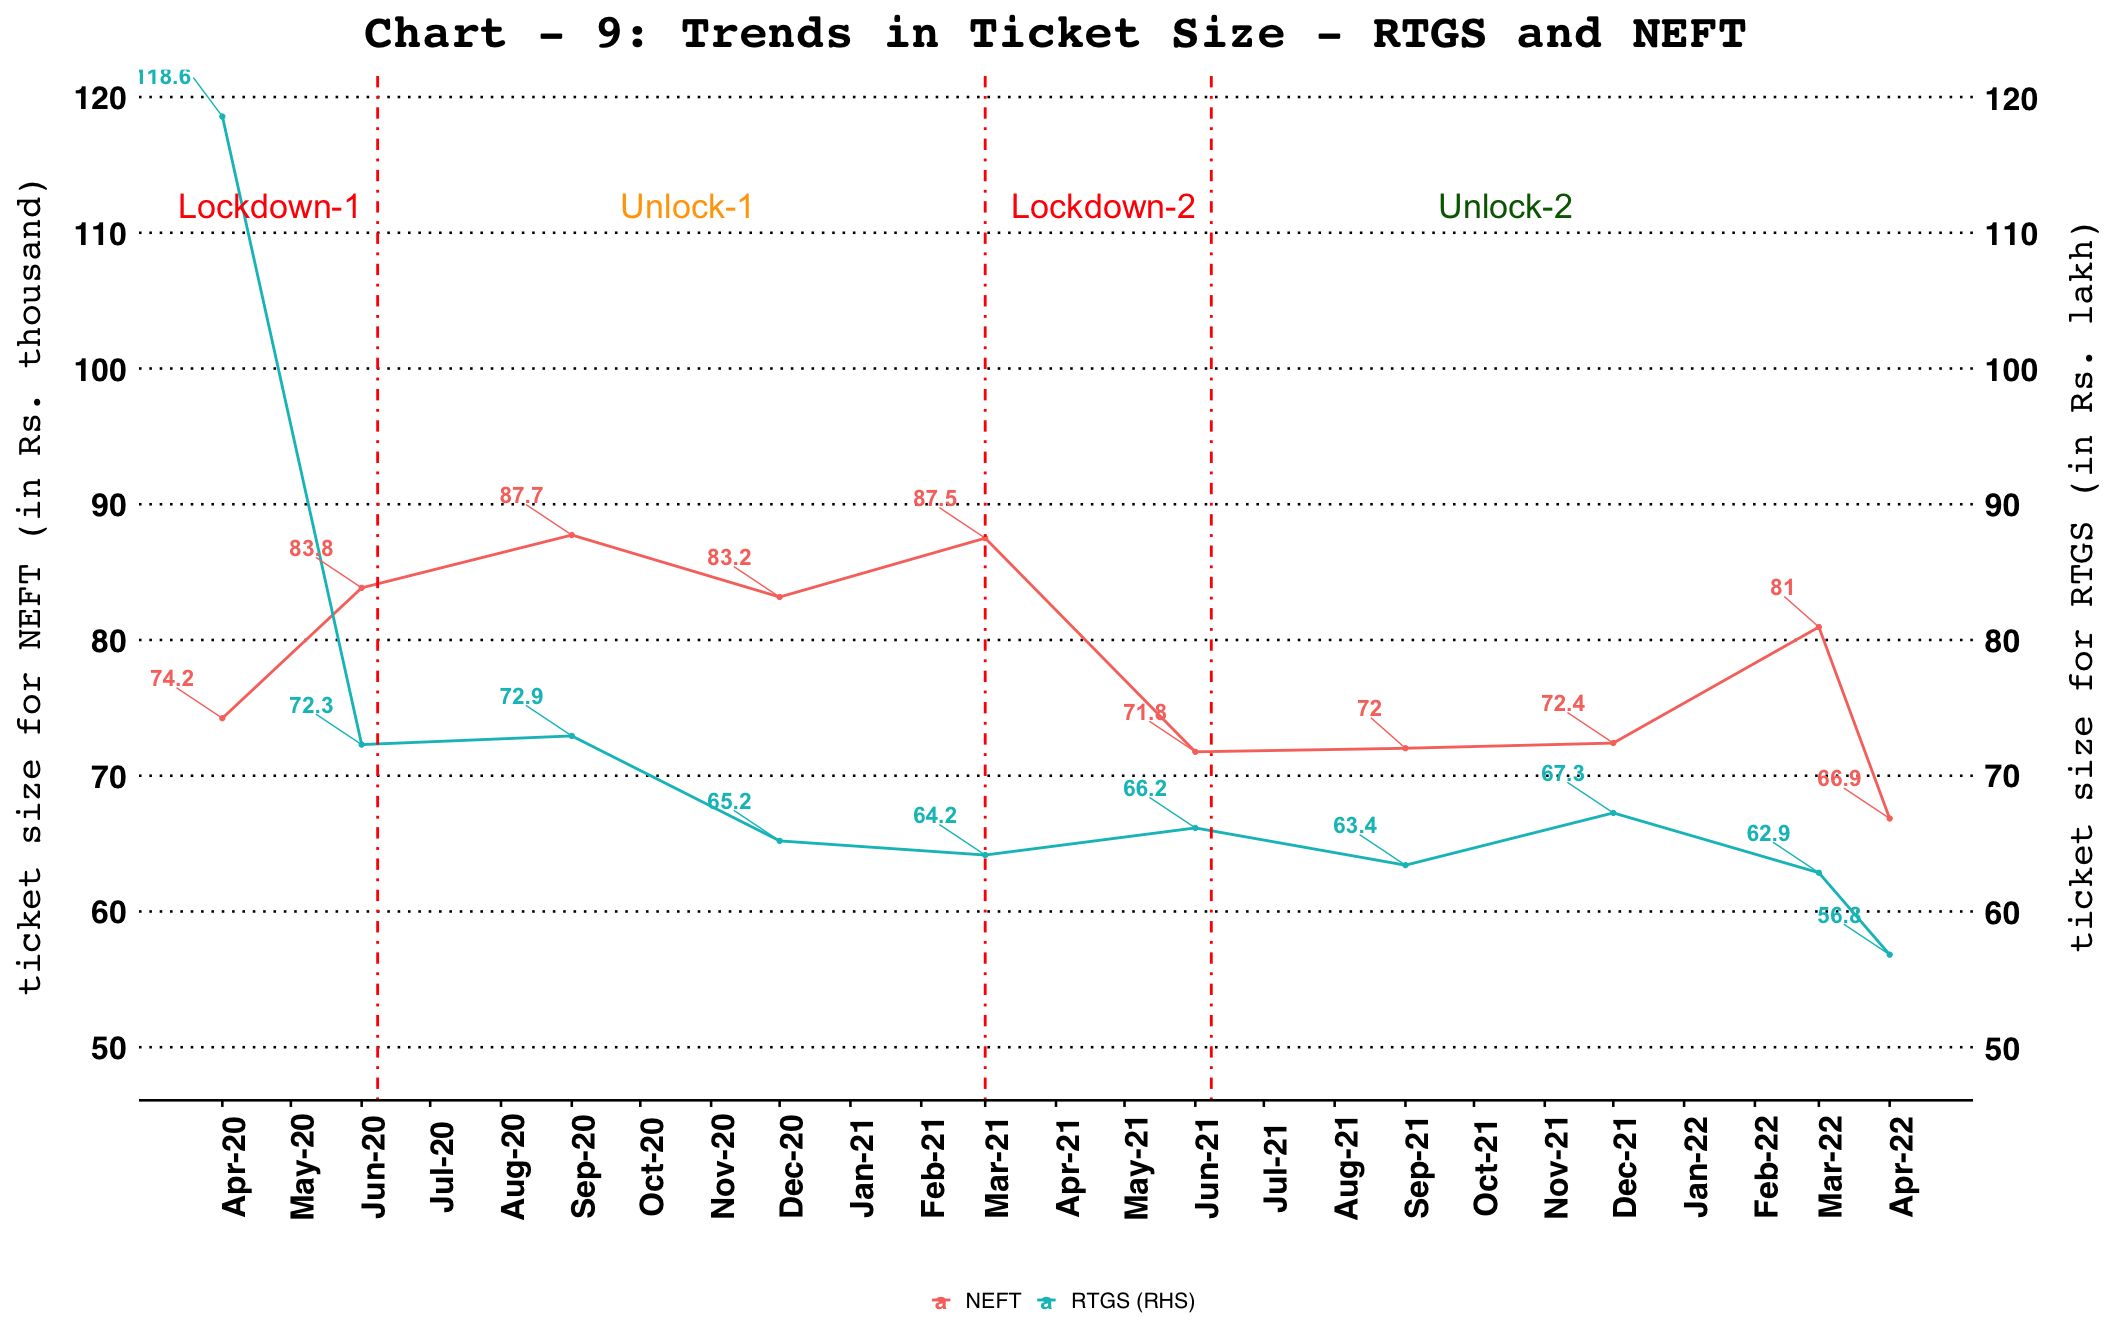 Chart - 9: Trends in Ticket Size - RTGS and NEFT
ticket size for NEFT (in Rs. thousand)
120
110
100
90
80
70
60
50
Lockdown-1
Unlock-1
Lockdown-2
Unlock-2
118.6
74.2
83.8
87.7
83.2
87.5
71.8
72
72.4
81
66.9
72.3
72.9
65.2
64.2
66.2
63.4
67.3
62.9
56.8
120
110
100
90
80
70
60
50
ticket size for RTGS (in Rs. lakh)
Apr-20
May-20
Jun-20
Jul-20
Aug-20
Sep-20
Oct-20
Nov-20
Dec-20
Jan-21
Feb-21
Mar-21
Apr-21
May-21
Jun-21
Jul-21
Aug-21
Sep-21
Oct-21
Nov-21
Dec-21
Jan-22
Feb-22
Mar-22
Apr-22
a NEFT a RTGS (RHS)